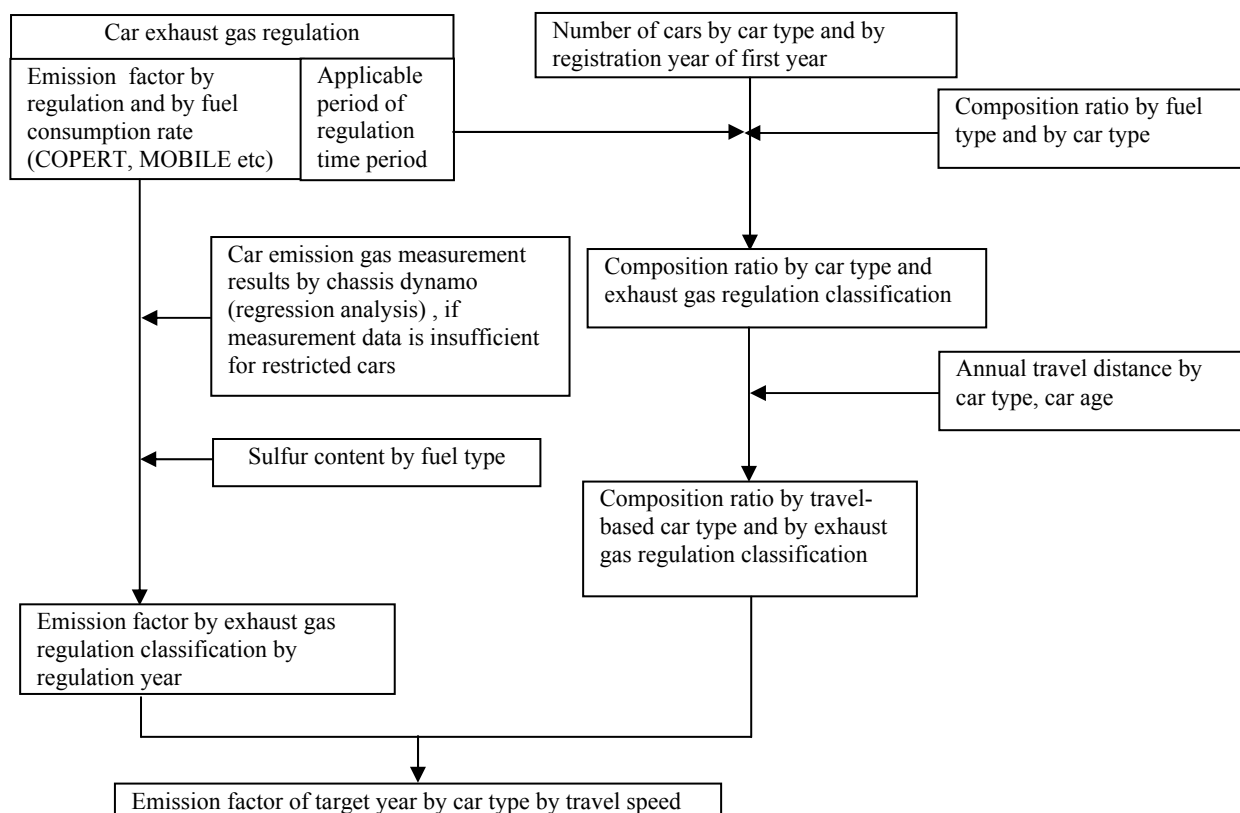 Car exhaust gas regulation
Emission factor by
regulation and by fuel
consumption rate
(COPERT, MOBILE etc)
Applicable
period of
regulation
time period
Number of cars by car type and by
registration year of first year
Composition ratio by fuel
type and by car type
Car emission gas measurement
results by chassis dynamo
(regression analysis) , if
measurement data is insufficient
for restricted cars
Composition ratio by car type and
exhaust gas regulation classification
Annual travel distance by
car type, car age
Sulfur content by fuel type
Composition ratio by travel-
based car type and by exhaust
gas regulation classification
Emission factor by exhaust gas
regulation classification by
regulation year
Emission factor of target year by car type by travel speed